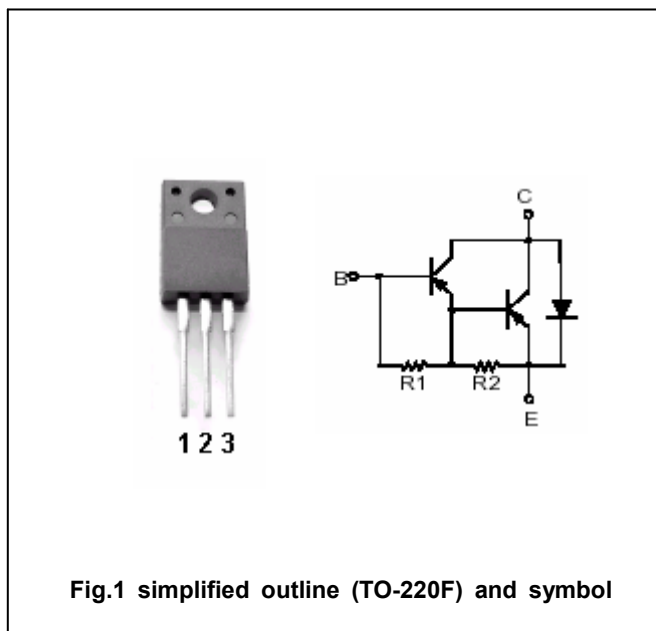 1 2 3
C
B
R1 R2
E
Fig.1 simplified outline (TO-220F) and symbol